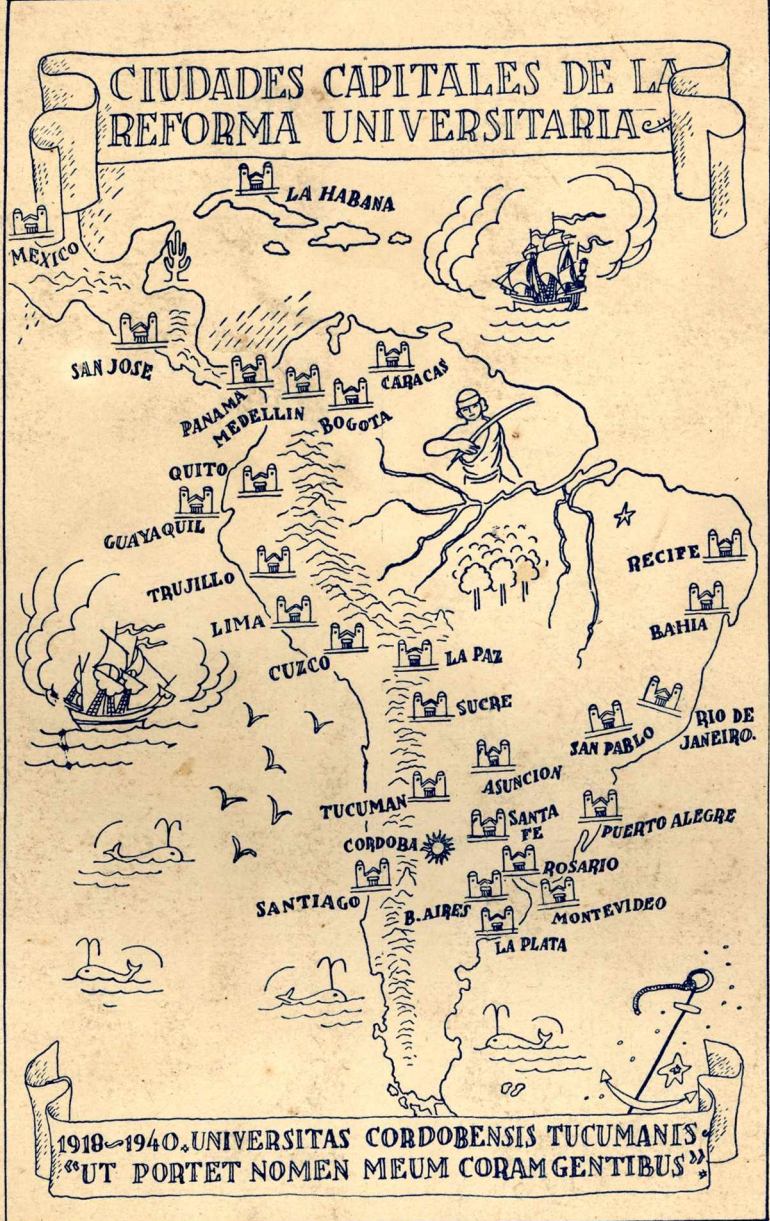 CIUDADES CAPITALES DE LA
REFORMA UNIVERSITARIA
LA HABANA
MEXICO
SAN JOSE
PANAMA
MEDELLIN
BOGOTA
CARACAS
QUITO
GUAYAQUIL
TRUJILLO
LIMA
CUZCO
RECIFE
BAHIA
LA PAZ
SUCRE
SAN PABLO
RIO DE
JANEIRO.
ASUNCION
TUCUMAN
SANTA
FE
PUERTO ALEGRE
CORDOBA
ROSARIO
SANTIAGO
B. AIRES
MONTEVIDEO
LA PLATA
1918~1940. UNIVERSITAS CORDOBENSIS TUCUMANIS.
"UT PORTET NOMEN MEUM CORAM GENTIBUS"